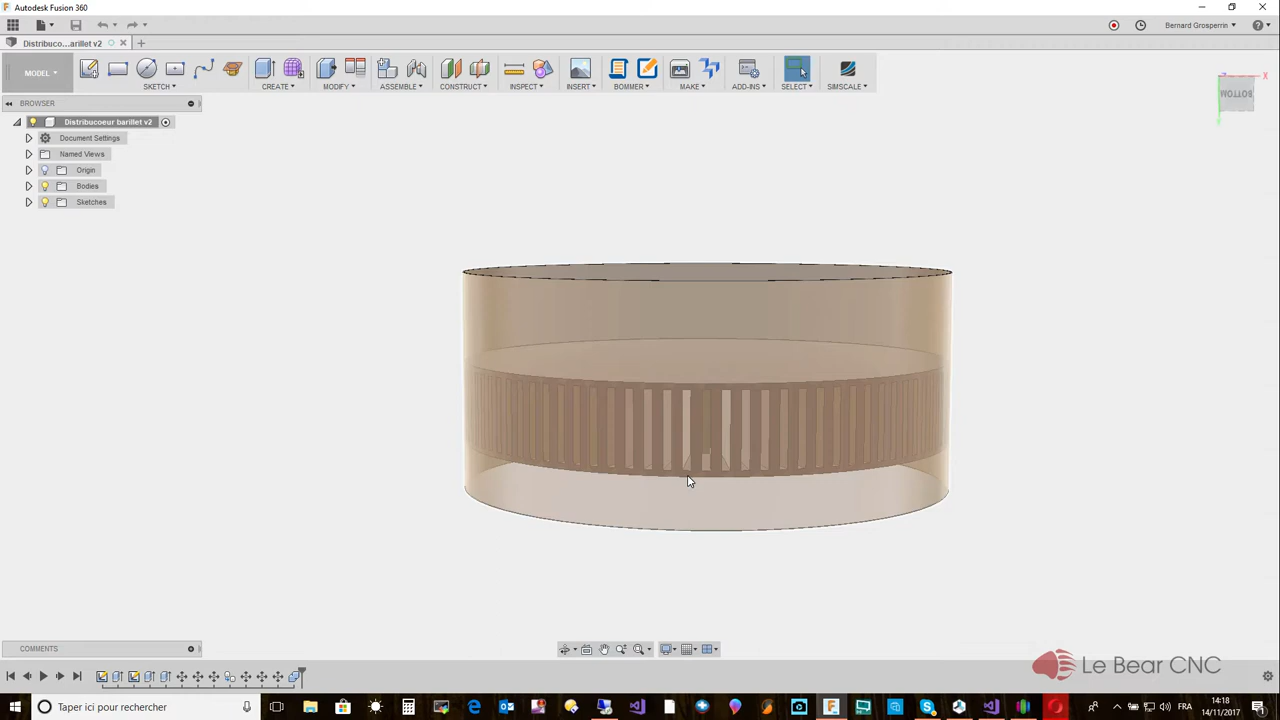 Autodesk Fusion 360
Bernard Grosperrin
Distribuco...arillet v2
MODEL
SKETCH
CREATE
MODIFY
ASSEMBLE
CONSTRUCT
INSPECT
INSERT
BOMMER
MAKE
ADD-INS
SELECT
SIMSCALE
BROWSER
Distribucoeur barillet v2
Document Settings
Named Views
Origin
Bodies
Sketches
X
BOTTOM
COMMENTS
Le Bear CNC
Taper ici pour rechercher
FRA
14:18
14/11/2017